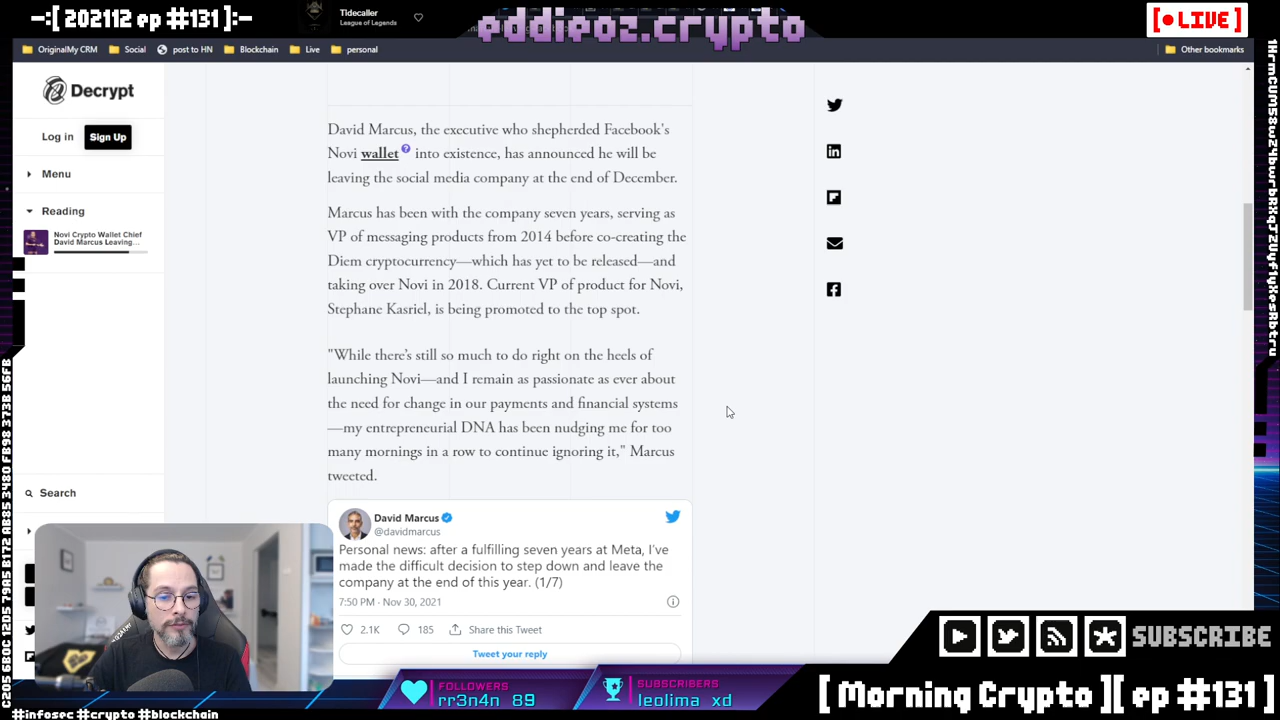 -:[ 202112 ep #131 ]:-
Tidecaller
League of Legends
eddieoz.crypto
[ LIVE ]
OriginalMy CRM
Social
post to HN
Blockchain
Live
personal
Other bookmarks
Decrypt
Log in
Sign Up
Menu
Reading
Novi Crypto Wallet Chief
David Marcus Leaving...
Search
David Marcus, the executive who shepherded Facebook's
Novi wallet ? into existence, has announced he will be
leaving the social media company at the end of December.
Marcus has been with the company seven years, serving as
VP of messaging products from 2014 before co-creating the
Diem cryptocurrency—which has yet to be released—and
taking over Novi in 2018. Current VP of product for Novi,
Stephane Kasriel, is being promoted to the top spot.
"While there's still so much to do right on the heels of
launching Novi—and I remain as passionate as ever about
the need for change in our payments and financial systems
—my entrepreneurial DNA has been nudging me for too
many mornings in a row to continue ignoring it," Marcus
tweeted.
David Marcus
@davidmarcus
Personal news: after a fulfilling seven years at Meta, I've
made the difficult decision to step down and leave the
company at the end of this year. (1/7)
7:50 PM · Nov 30, 2021
2.1K
185
Share this Tweet
Tweet your reply
SUBSCRIBE
FOLLOWERS
rr3n4n_89
SUBSCRIBERS
leolima_xd
[ Morning Crypto ][ ep #131 ]
#infosec #crypto #blockchain
C205 6B0C 1205 79A5 B172 AB35 3480 FB98 373B 56FB